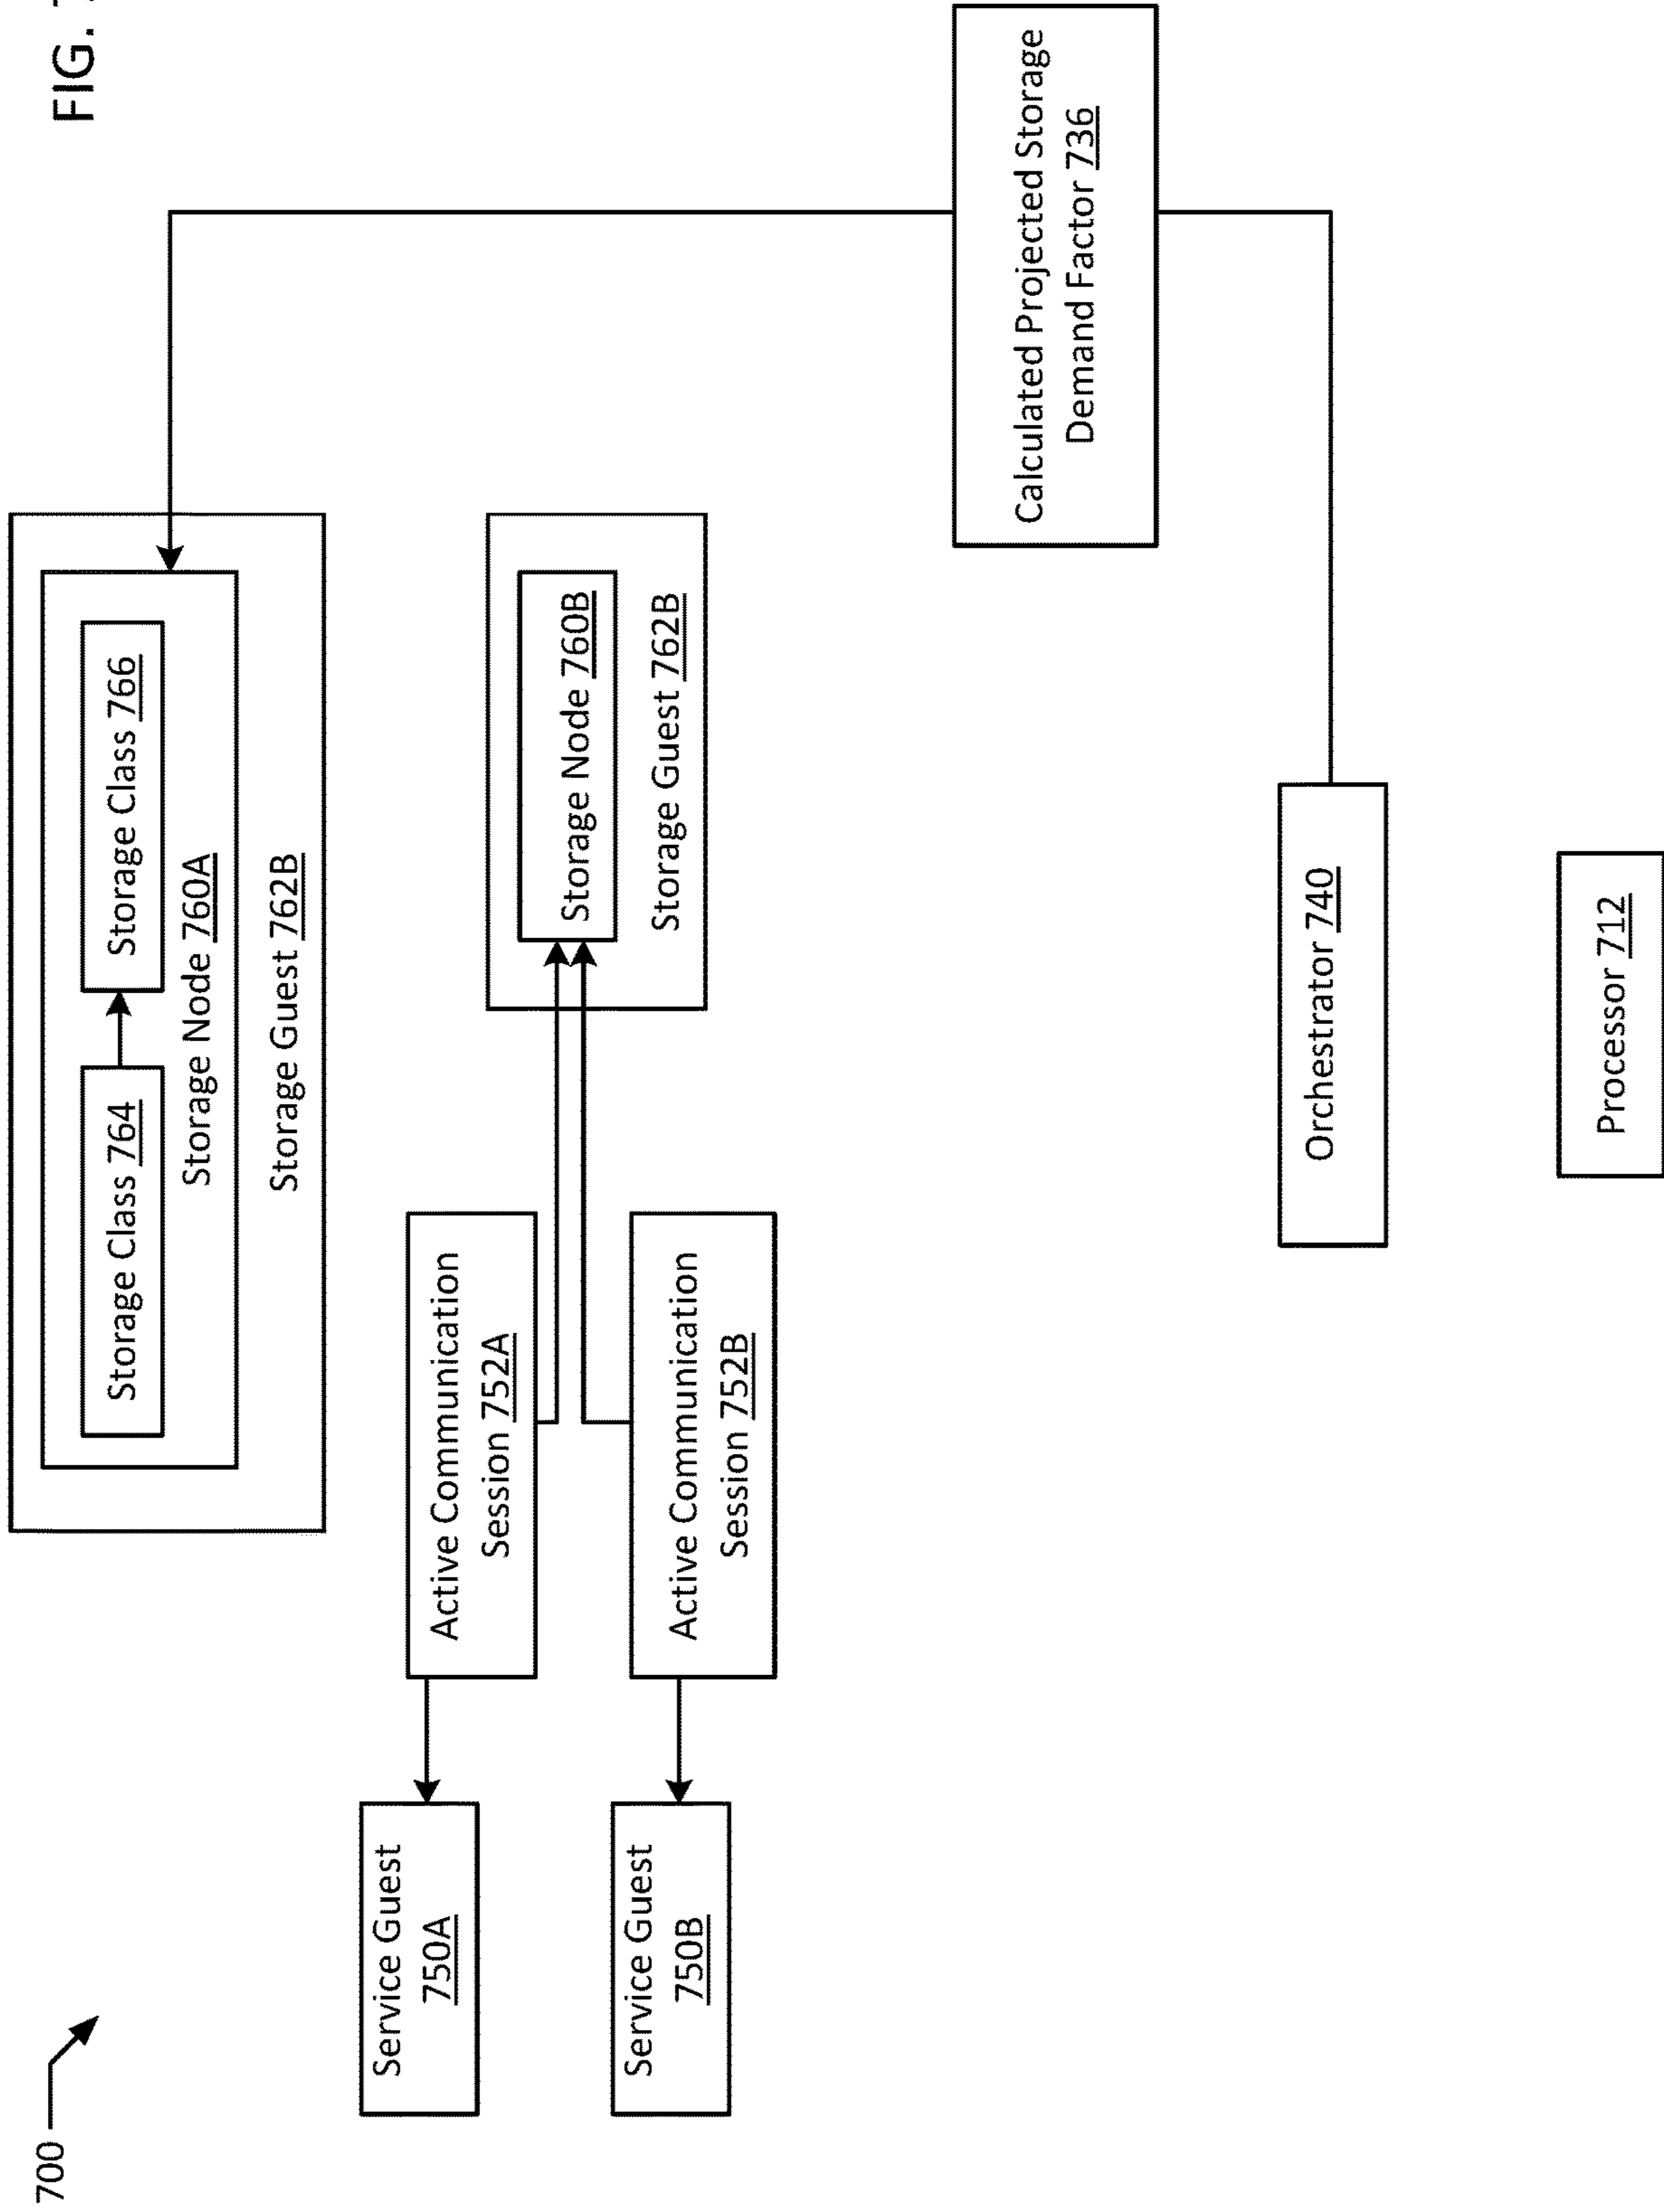 700
FIG.
Storage Class 764
Storage Class 766
Storage Node 760A
Storage Guest 762B
Service Guest
750A
Active Communication
Session 752A
Storage Node 760B
Storage Guest 762B
Service Guest
750B
Active Communication
Session 752B
Calculated Projected Storage
Demand Factor 736
Orchestrator 740
Processor 712